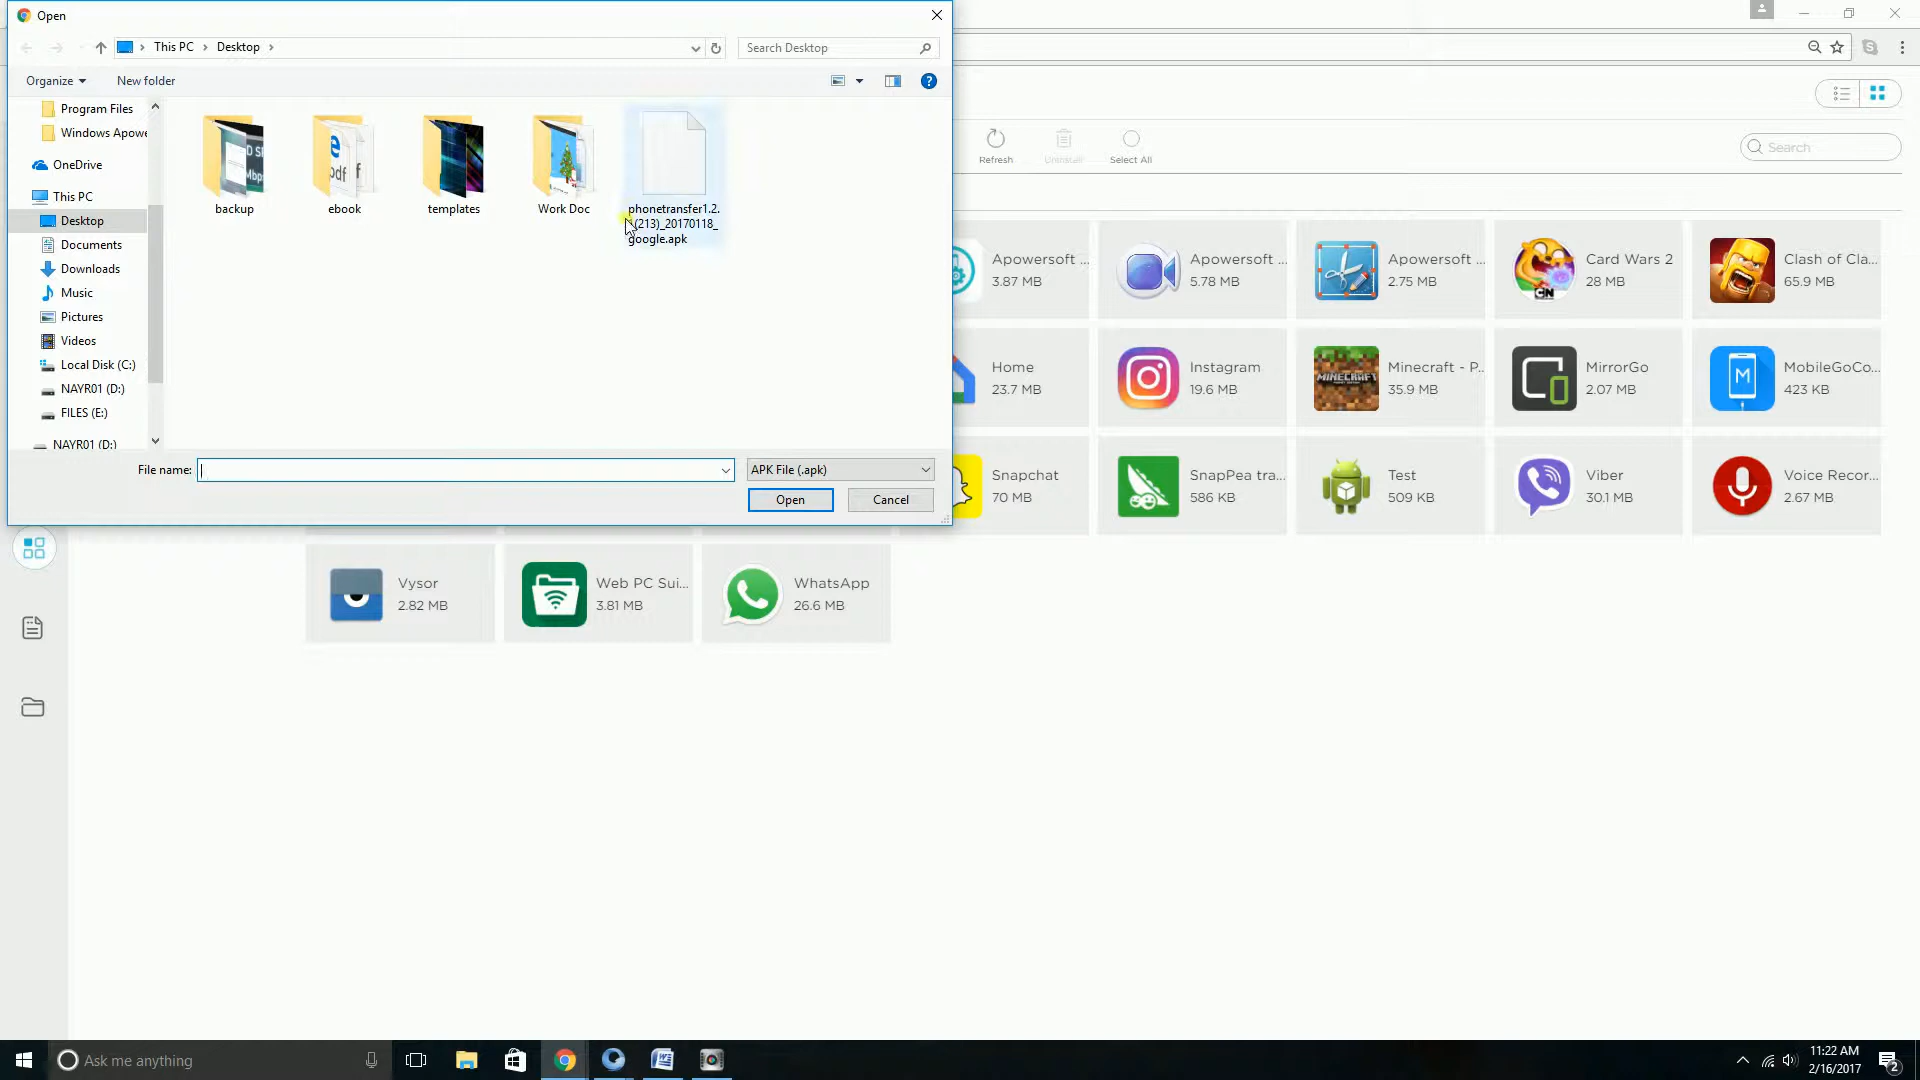 Open
This PC > Desktop >
Search Desktop
Organize
New folder
Program Files
Windows Apowe
OneDrive
This PC
Desktop
Documents
Downloads
Music
Pictures
Videos
Local Disk (C:)
NAYR01 (D:)
FILES (E:)
NAYR01 (D:)
backup
ebook
templates
Work Doc
phonetransfer1.2.
(213)_20170118_
google.apk
File name:
APK File (.apk)
Open
Cancel
Refresh
Uninstall
Select All
Search
Apowersoft ...
3.87 MB
Apowersoft ...
5.78 MB
Apowersoft ...
2.75 MB
Card Wars 2
28 MB
Clash of Cla...
65.9 MB
Home
23.7 MB
Instagram
19.6 MB
Minecraft - P...
35.9 MB
MirrorGo
2.07 MB
MobileGoCo...
423 KB
Snapchat
70 MB
SnapPea tra...
586 KB
Test
509 KB
Viber
30.1 MB
Voice Recor...
2.67 MB
Vysor
2.82 MB
Web PC Sui...
3.81 MB
WhatsApp
26.6 MB
Ask me anything
11:22 AM
2/16/2017
2